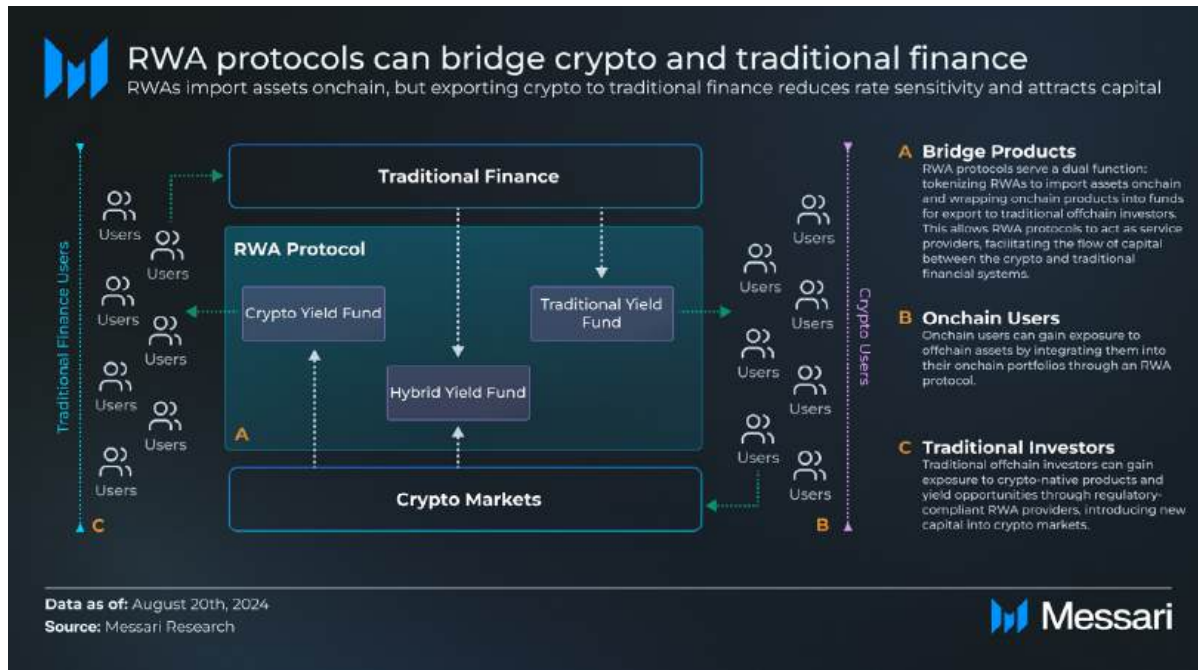 RWA protocols can bridge crypto and traditional finance
RWAs import assets onchain, but exporting crypto to traditional finance reduces rate sensitivity and attracts capital
Traditional Finance Users
Users
Users
Users
Users
Users
Users
Users
C
Traditional Finance
RWA Protocol
Crypto Yield Fund
Traditional Yield
Fund
Hybrid Yield Fund
A
Crypto Markets
Users
Users
Users
Users
Users
Users
Users
B
Crypto Users
A Bridge Products
RWA protocols serve a dual function:
tokenizing RWAs to import assets onchain
and wrapping onchain products into funds
for export to traditional offchain investors.
This allows RWA protocols to act as service
providers, facilitating the flow of capital
between the crypto and traditional
financial systems.
B Onchain Users
Onchain users can gain exposure to
offchain assets by integrating them into
their onchain portfolios through an RWA
protocol.
C Traditional Investors
Traditional offchain investors can gain
exposure to crypto-native products and
yield opportunities through regulatory-
compliant RWA providers, introducing new
capital into crypto markets.
Data as of: August 20th, 2024
Source: Messari Research
Messari